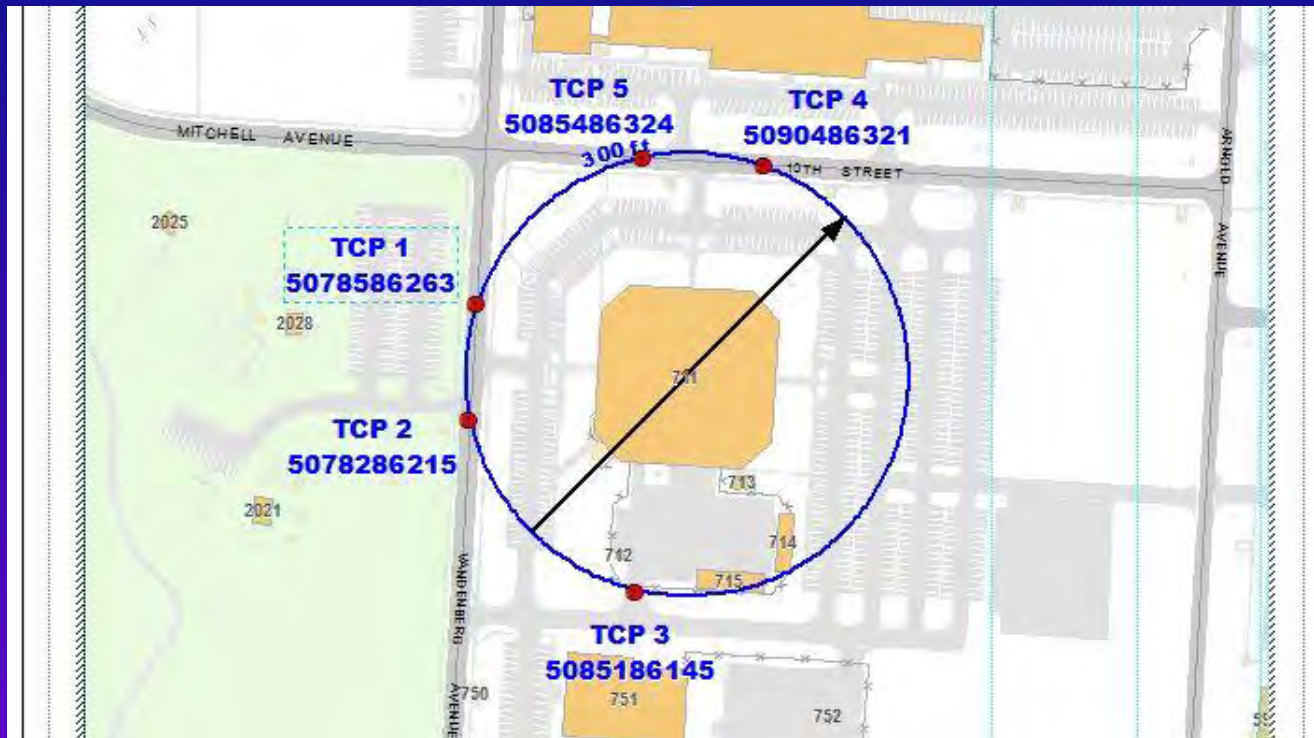 TCP 5
5085486324
300 ft
TCP 4
5090486321
MITCHELL AVENUE
10TH STREET
ARNOLD AVENUE
2025
TCP 1
5078586263
2028
711
TCP 2
5078286215
2021
713
712
714
715
VANDENBERG AVENUE
TCP 3
5085186145
750
751
752